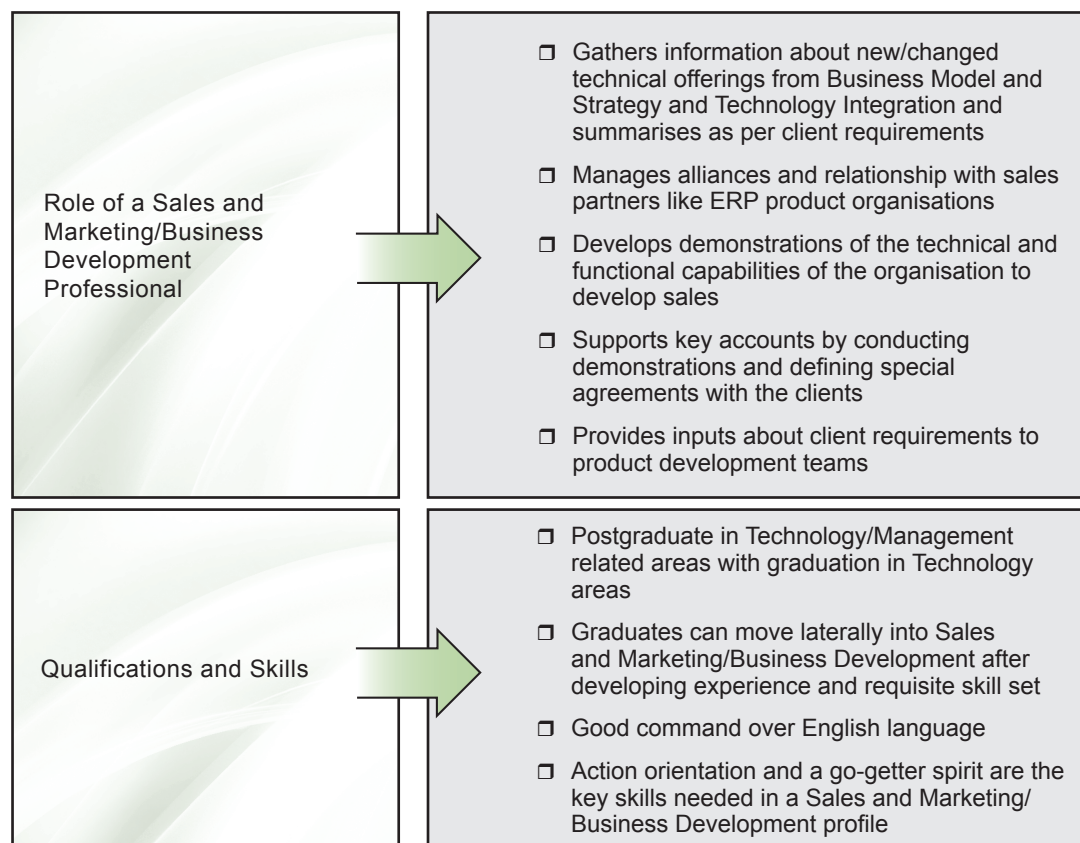 Role of a Sales and
Marketing/Business
Development
Professional
❒ Gathers information about new/changed
technical offerings from Business Model and
Strategy and Technology Integration and
summarises as per client requirements
❒ Manages alliances and relationship with sales
partners like ERP product organisations
❒ Develops demonstrations of the technical and
functional capabilities of the organisation to
develop sales
❒ Supports key accounts by conducting
demonstrations and defining special
agreements with the clients
❒ Provides inputs about client requirements to
product development teams
Qualifications and Skills
❒ Postgraduate in Technology/Management
related areas with graduation in Technology
areas
❒ Graduates can move laterally into Sales
and Marketing/Business Development after
developing experience and requisite skill set
❒ Good command over English language
❒ Action orientation and a go-getter spirit are the
key skills needed in a Sales and Marketing/
Business Development profile